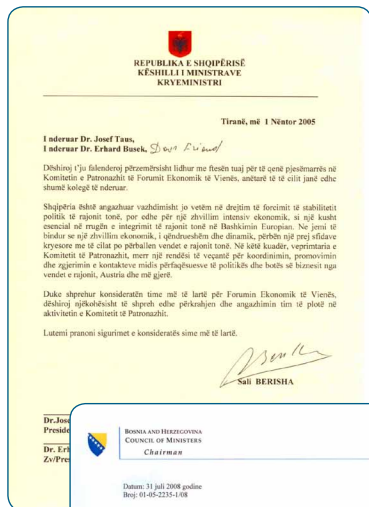 REPUBLIKA E SHQIPËRISË
KËSHILLI I MINISTRAVE
KRYEMINISTRI
Tiranë, më 1 Nëntor 2005
I nderuar Dr. Josef Taus,
I nderuar Dr. Erhard Busek, Dear Friend
Dëshiroj t'ju falenderoj përzemërsisht lidhur me ftesën tuaj për të qenë pjesëmarrës në
Komitetin e Patronazhit të Forumit Ekonomik të Vienës, anëtarë të të cilit janë edhe
shumë kolegë të nderuar.
Shqipëria është angazhuar vazhdimisht jo vetëm në drejtim të forcimit të stabilitetit
politik të rajonit tonë, por edhe për një zhvillim intensiv ekonomik, si një kusht
esencial në rrugën e integrimit të rajonit tonë në Bashkimin Europian. Ne jemi të
bindur se një zhvillim ekonomik, i qëndrueshëm dhe dinamik, përbën një prej sfidave
kryesore me të cilat po përballen vendet e rajonit tonë. Në këtë kuadër, veprimtaria e
Komitetit të Patronazhit, merr një rëndësi të veçantë për koordinimin, promovimin
dhe zgjerimin e kontakteve midis përfaqësuesve të politikës dhe botës së biznesit nga
vendet e rajonit, Austria dhe më gjerë.
Duke shprehur konsideratën time më të lartë për Forumin Ekonomik të Vienës,
dëshiroj njëkohësisht të shpreh edhe përkrahjen dhe angazhimin tim të plotë në
aktivitetin e Komitetit të Patronazhit.
Lutemi pranoni sigurimet e konsideratës sime më të lartë.
Sali BERISHA
Dr.Jose
Preside
Dr. Erh
Zv/Pres
BOSNIA AND HERZEGOVINA
COUNCIL OF MINISTERS
Chairman
Datum: 31 juli 2008 godine
Broj: 01-05-2235-1/08